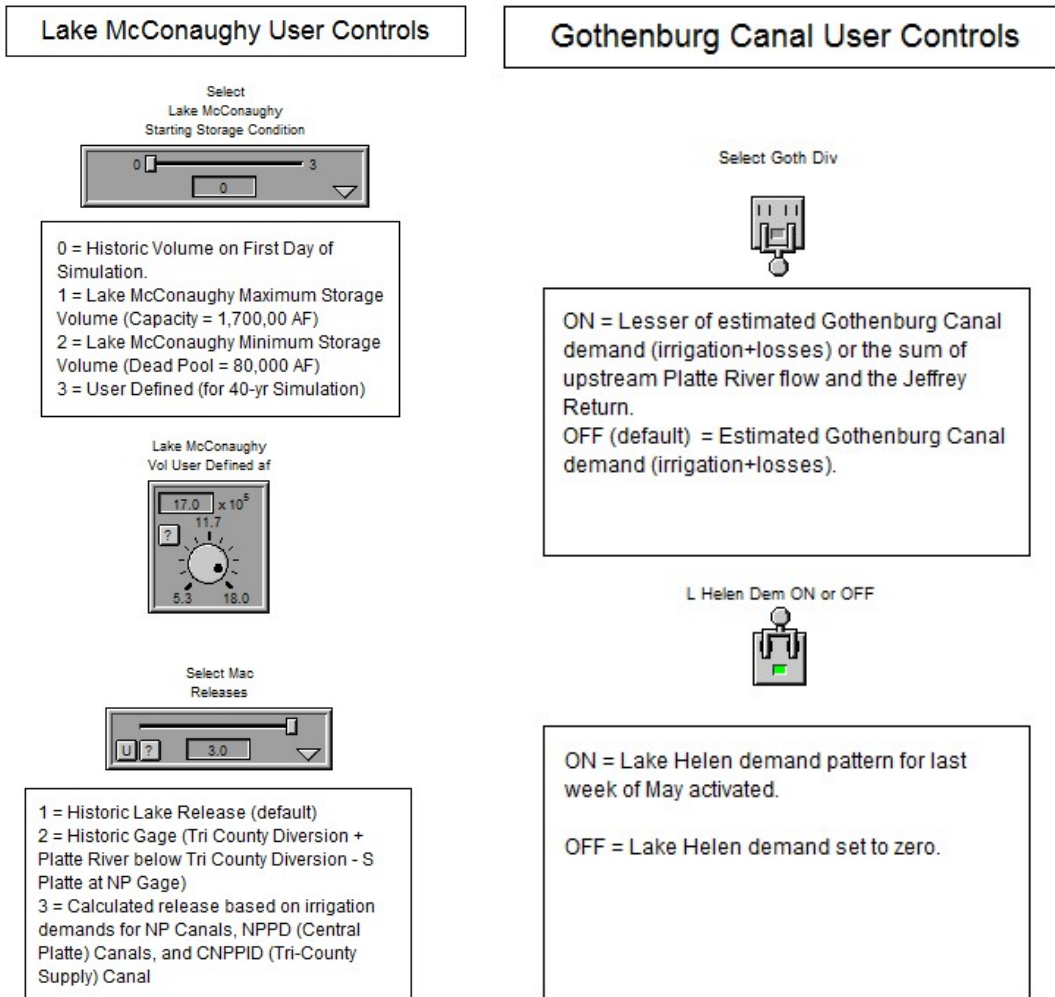 Lake McConaughy User Controls
Select
Lake McConaughy
Starting Storage Condition
0 3
0
0 = Historic Volume on First Day of
Simulation.
1 = Lake McConaughy Maximum Storage
Volume (Capacity = 1,700,00 AF)
2 = Lake McConaughy Minimum Storage
Volume (Dead Pool = 80,000 AF)
3 = User Defined (for 40-yr Simulation)
Lake McConaughy
Vol User Defined af
17.0 x 10^5
?
11.7
5.3 18.0
Select Mac
Releases
U ? 3.0
1 = Historic Lake Release (default)
2 = Historic Gage (Tri County Diversion +
Platte River below Tri County Diversion - S
Platte at NP Gage)
3 = Calculated release based on irrigation
demands for NP Canals, NPPD (Central
Platte) Canals, and CNPPID (Tri-County
Supply) Canal
Gothenburg Canal User Controls
Select Goth Div
ON = Lesser of estimated Gothenburg Canal
demand (irrigation+losses) or the sum of
upstream Platte River flow and the Jeffrey
Return.
OFF (default) = Estimated Gothenburg Canal
demand (irrigation+losses).
L Helen Dem ON or OFF
ON = Lake Helen demand pattern for last
week of May activated.
OFF = Lake Helen demand set to zero.